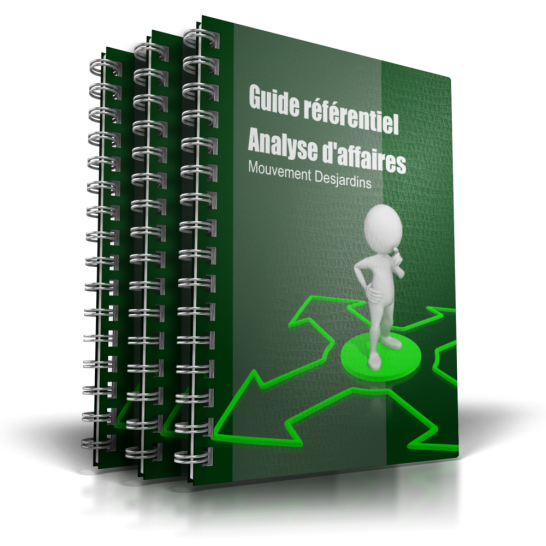 Guide référentiel
Analyse d'affaires
Mouvement Desjardins